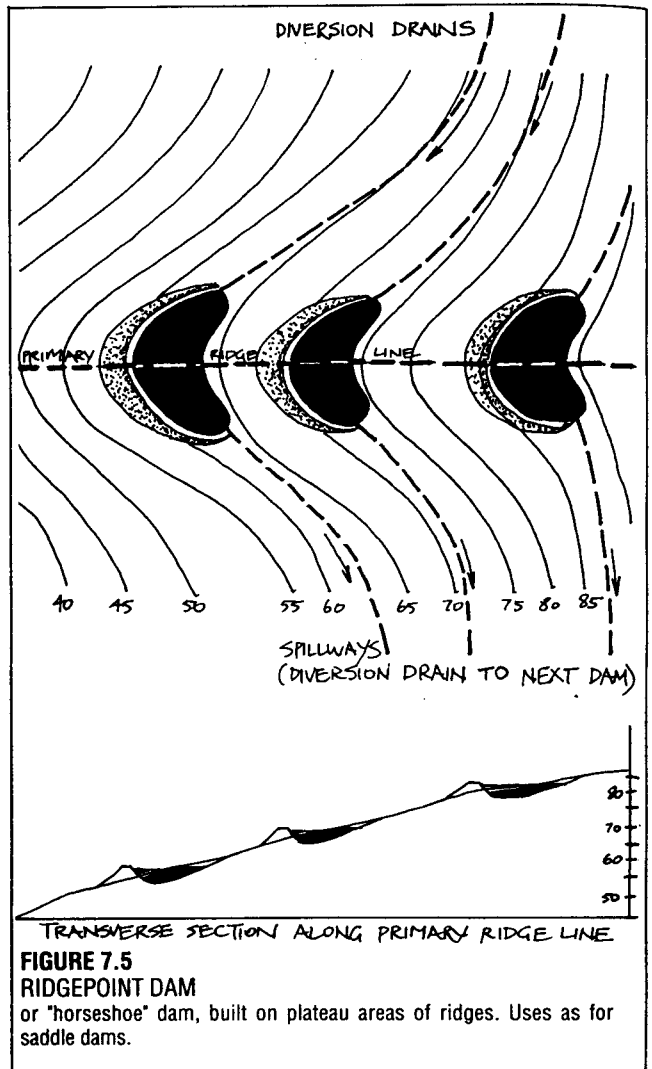 DIVERSION DRAINS
PRIMARY RIDGE LINE
40 45 50 55 60 65 70 75 80 85
SPILLWAYS
(DIVERSION DRAIN TO NEXT DAM)
80
70
60
50
TRANSVERSE SECTION ALONG PRIMARY RIDGE LINE
FIGURE 7.5
RIDGEPOINT DAM
or "horseshoe" dam, built on plateau areas of ridges. Uses as for
saddle dams.